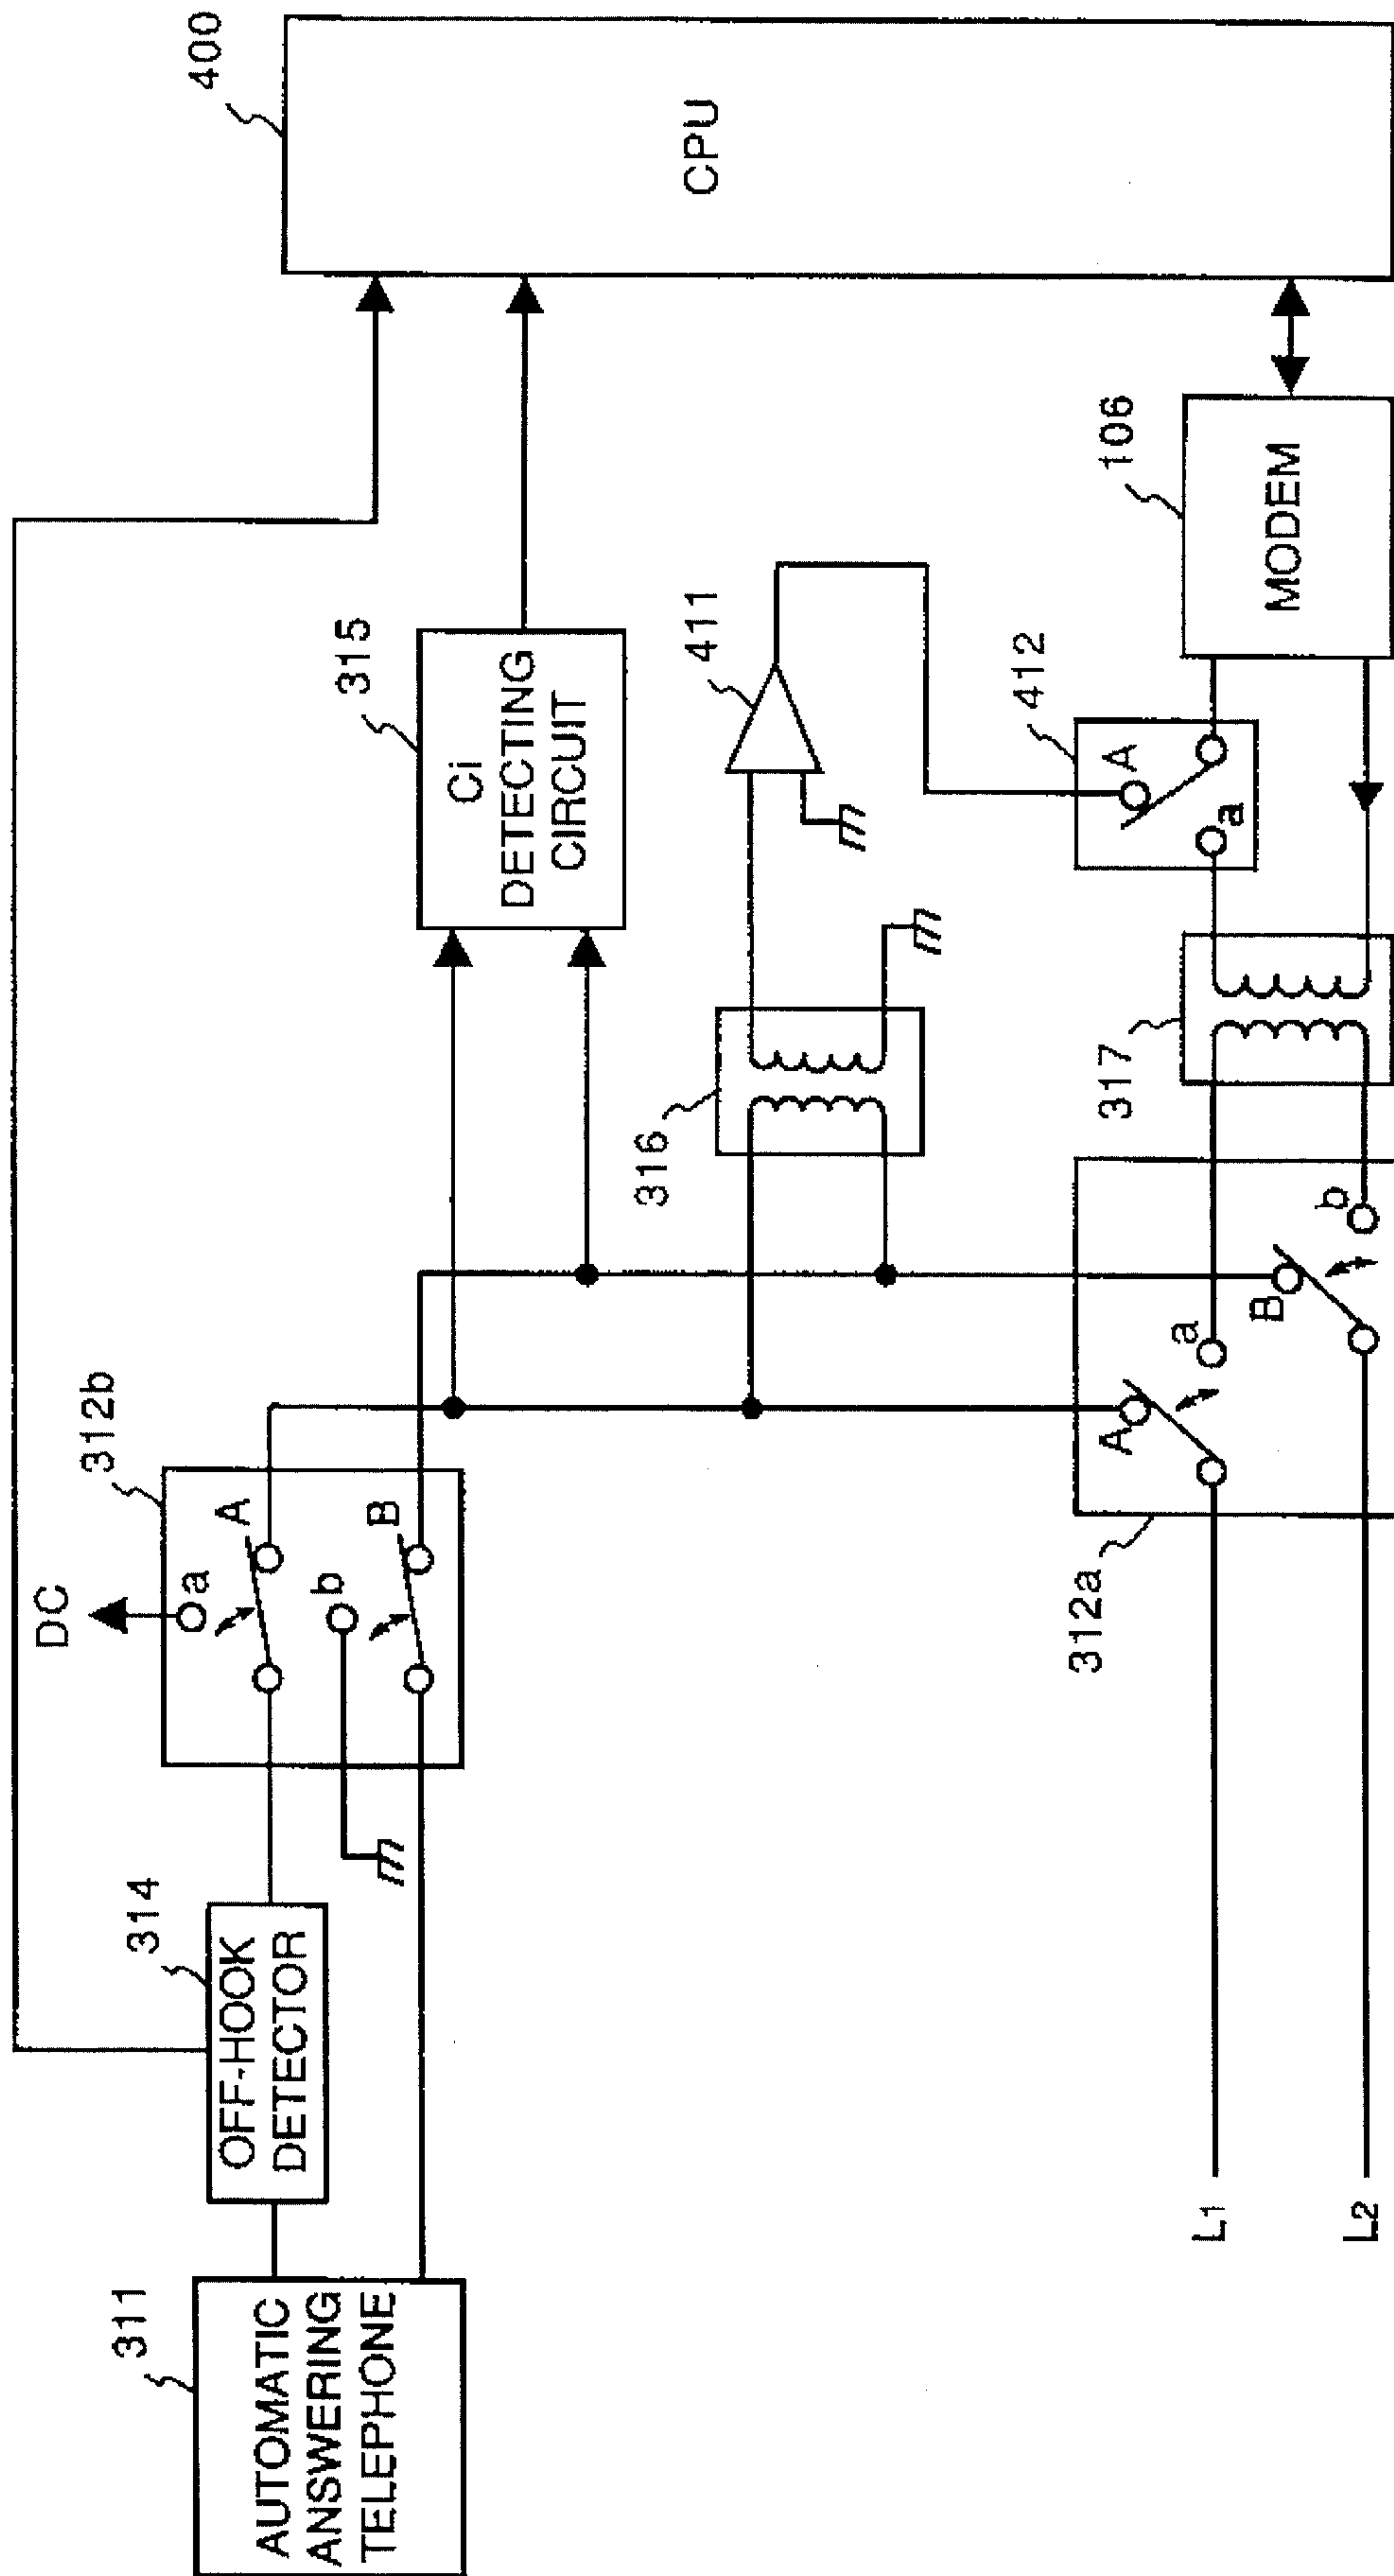 400
CPU
315
Ci
DETECTING
CIRCUIT
411
106
MODEM
412
A
a
316
317
DC
312b
a
A
b
B
314
OFF-HOOK
DETECTOR
311
AUTOMATIC
ANSWERING
TELEPHONE
312a
A
a
B
b
L1
L2